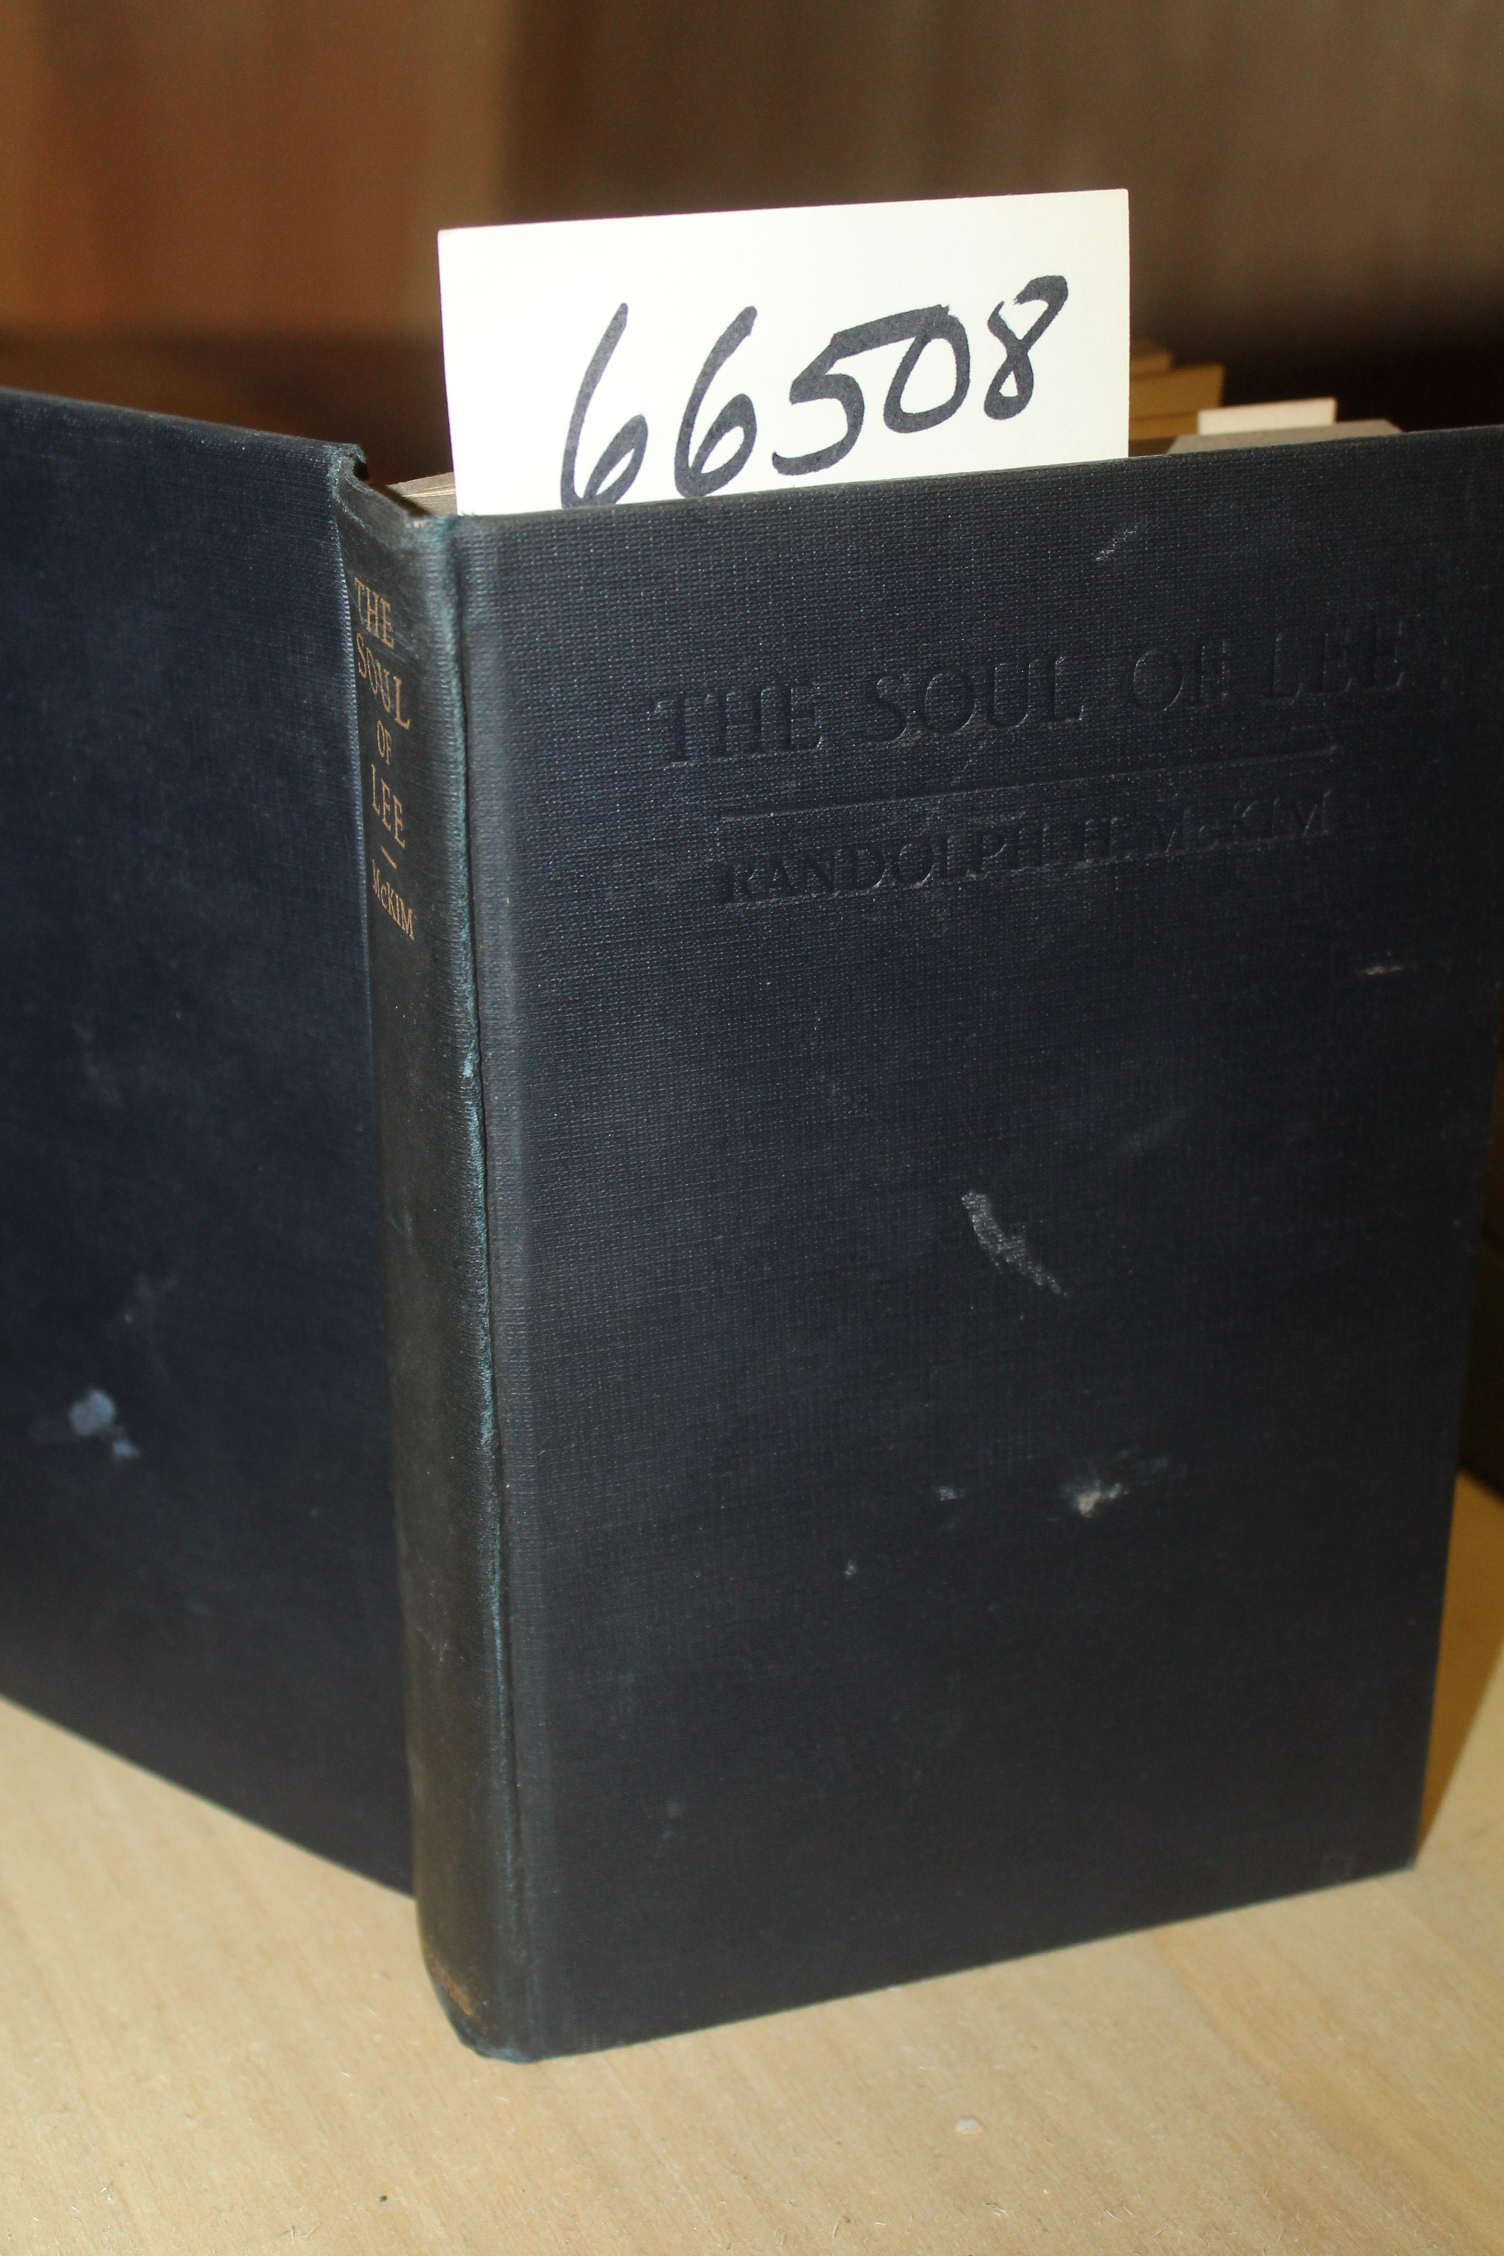 66508
THE
SOUL
OF
LEE
McKIM
THE SOUL OF LEE
RANDOLPH H. McKIM